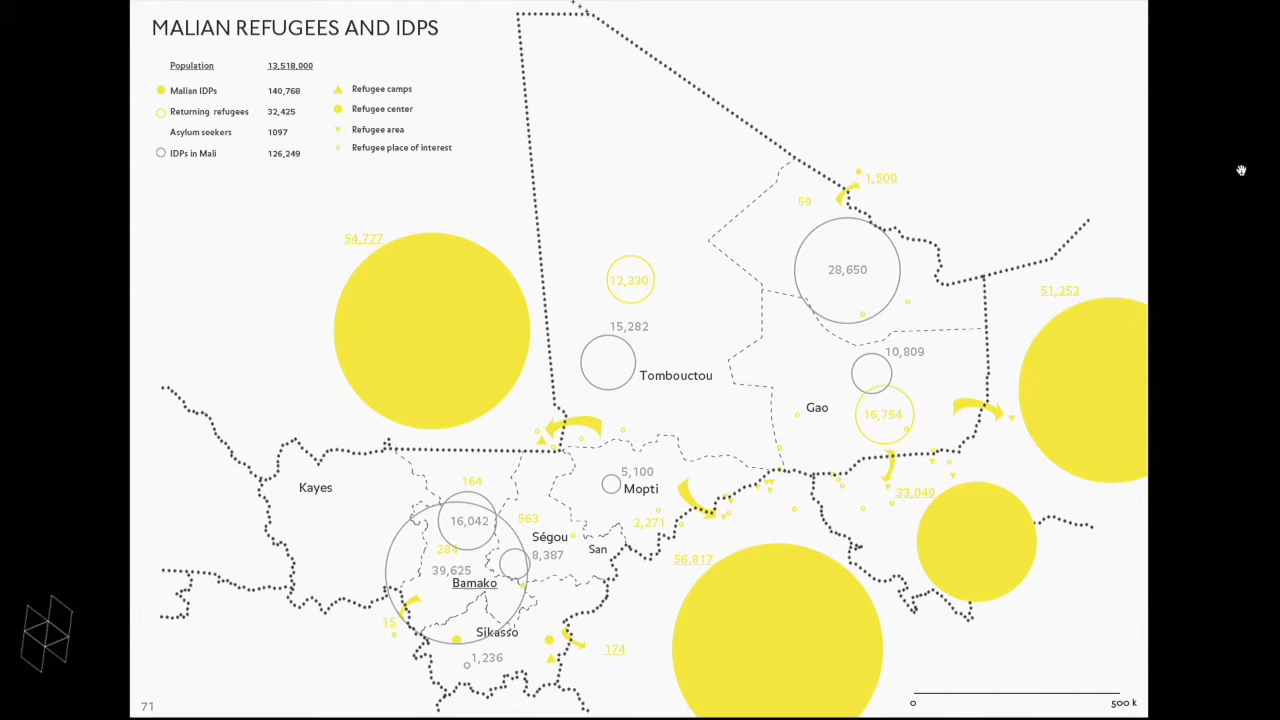 MALIAN REFUGEES AND IDPS
Population 13,518,000
Malian IDPs 140,768
Returning refugees 32,425
Asylum seekers 1097
IDPs in Mali 126,249
Refugee camps
Refugee center
Refugee area
Refugee place of interest
1,500
59
54,777
28,650
12,330
51,253
15,282
10,809
Tombouctou
Gao
16,754
5,100
Kayes
Mopti
164
33,049
16,042
563
2,271
Ségou
284
8,387
San
56,817
39,625
Bamako
15
Sikasso
174
1,236
71
0 500 k